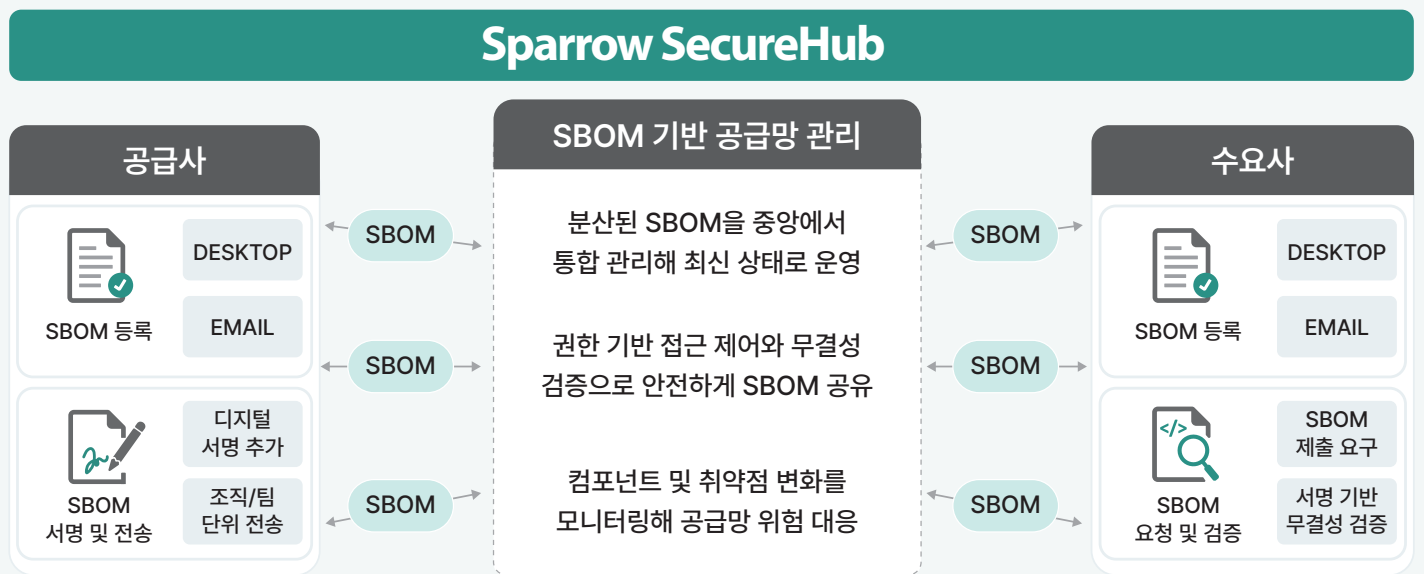 Sparrow SecureHub
공급사
SBOM 등록
DESKTOP
EMAIL
SBOM
서명 및 전송
디지털
서명 추가
조직/팀
단위 전송
SBOM
SBOM
SBOM
SBOM 기반 공급망 관리
분산된 SBOM을 중앙에서
통합 관리해 최신 상태로 운영
권한 기반 접근 제어와 무결성
검증으로 안전하게 SBOM 공유
컴포넌트 및 취약점 변화를
모니터링해 공급망 위험 대응
SBOM
SBOM
SBOM
수요사
SBOM 등록
DESKTOP
EMAIL
</>
SBOM
요청 및 검증
SBOM
제출 요구
서명 기반
무결성 검증